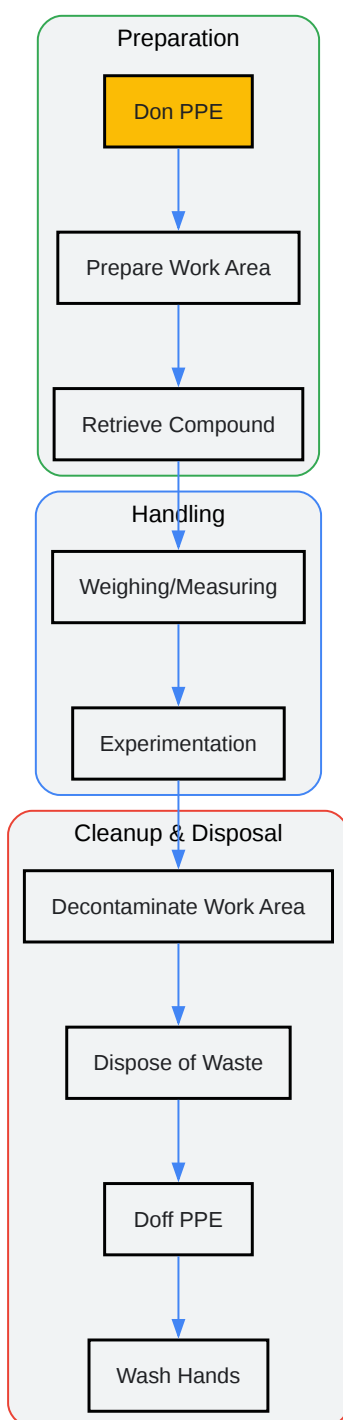 Preparation
Don PPE
Prepare Work Area
Retrieve Compound
Handling
Weighing/Measuring
Experimentation
Cleanup & Disposal
Decontaminate Work Area
Dispose of Waste
Doff PPE
Wash Hands